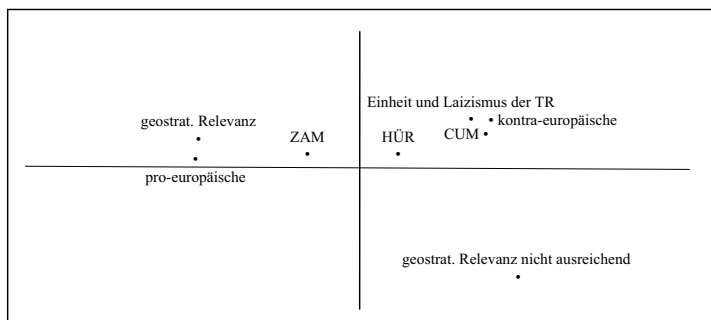 Einheit und Laizismus der TR
geostrat. Relevanz
kontra-europäische
ZAM
HÜR
CUM
pro-europäische
geostrat. Relevanz nicht ausreichend